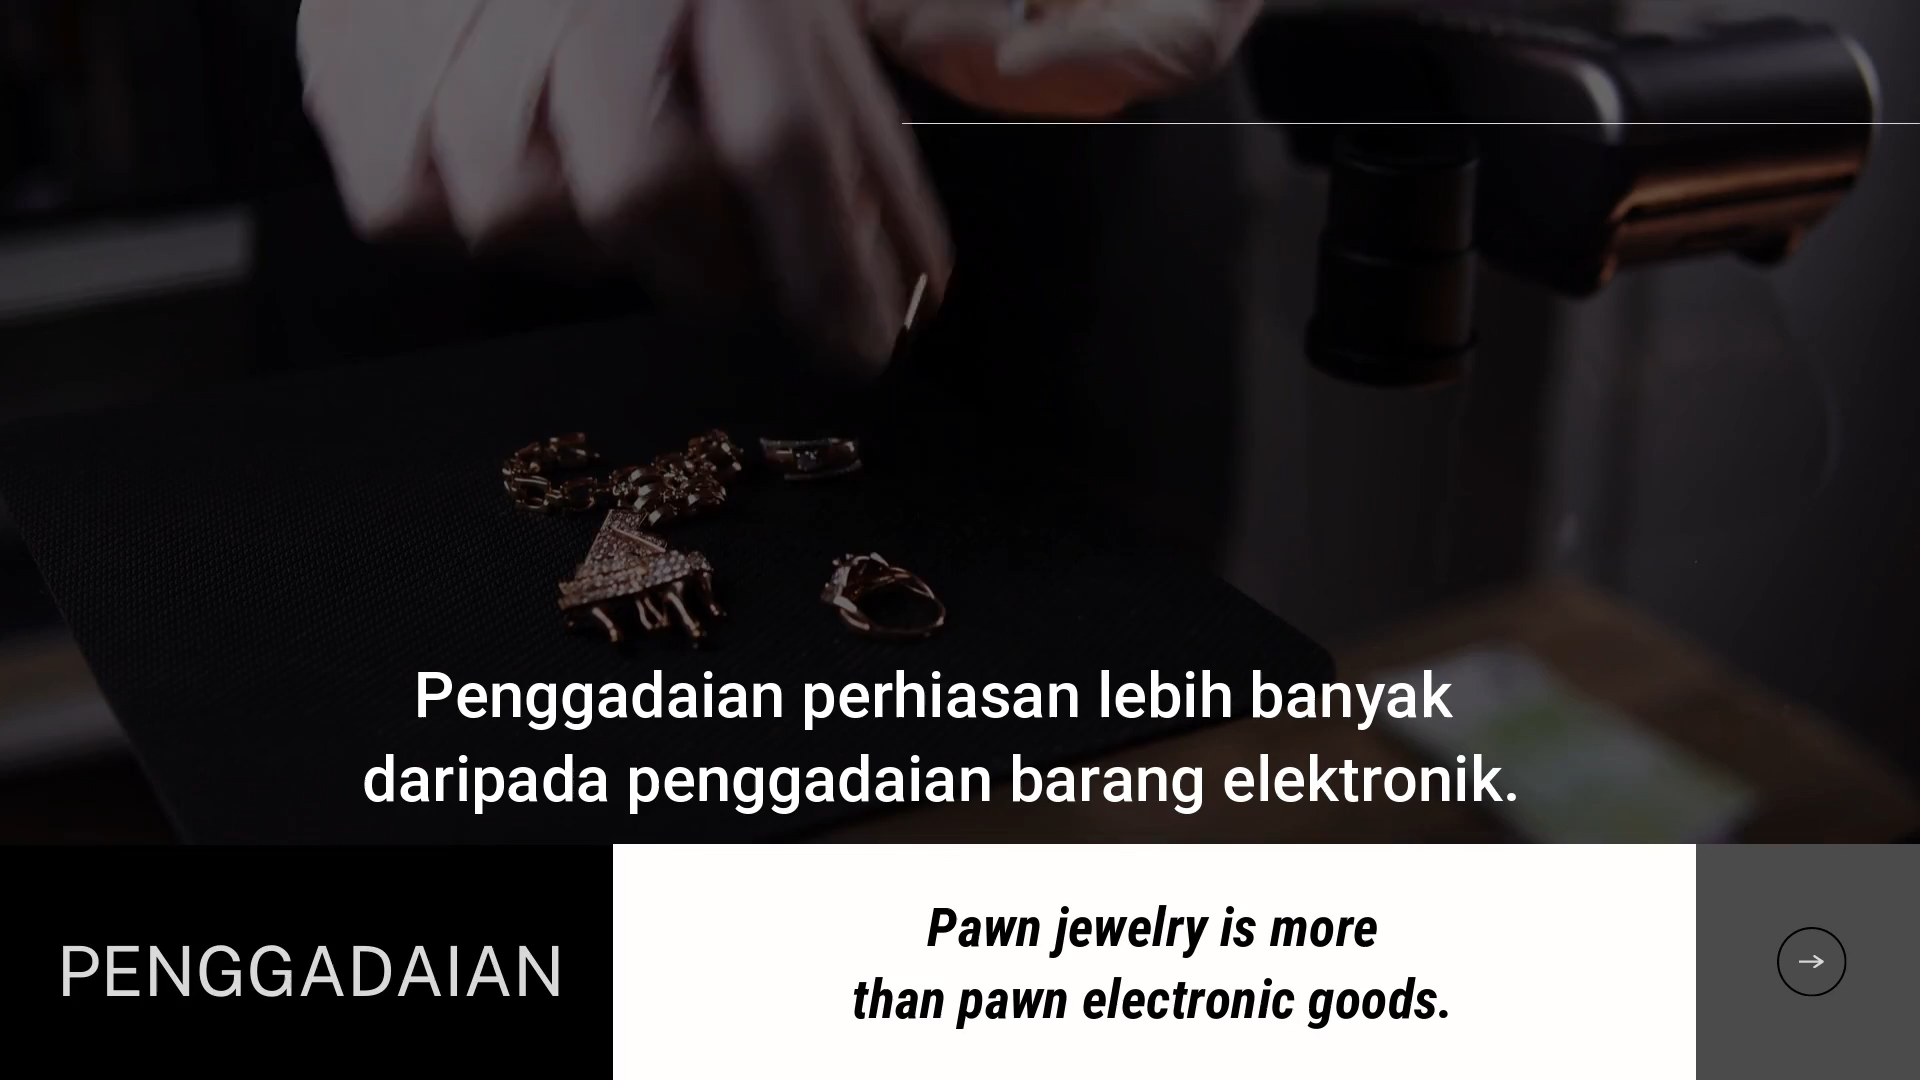 Penggadaian perhiasan lebih banyak
daripada penggadaian barang elektronik.
PENGGADAIAN
Pawn jewelry is more
than pawn electronic goods.